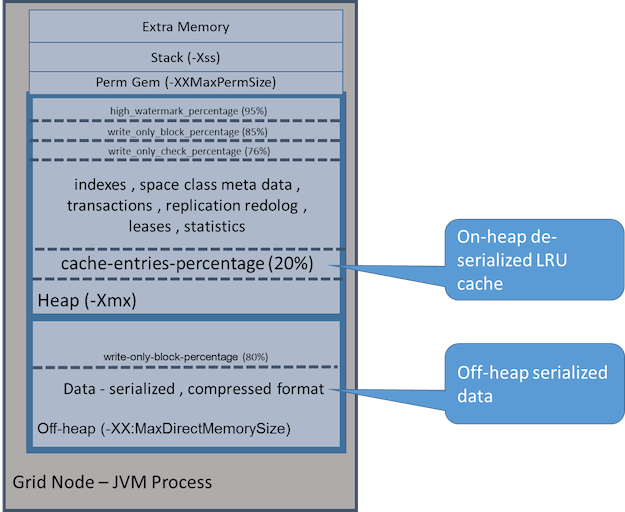 Extra Memory
Stack (-Xss)
Perm Gem (-XXMaxPermSize)
high_watermark_percentage (95%)
write_only_block_percentage (85%)
write_only_check_percentage (76%)
indexes , space class meta data ,
transactions , replication redolog ,
leases , statistics
cache-entries-percentage (20%)
Heap (-Xmx)
On-heap de-
serialized LRU
cache
write-only-block-percentage (80%)
Data - serialized , compressed format
Off-heap (-XX:MaxDirectMemorySize)
Off-heap serialized
data
Grid Node – JVM Process